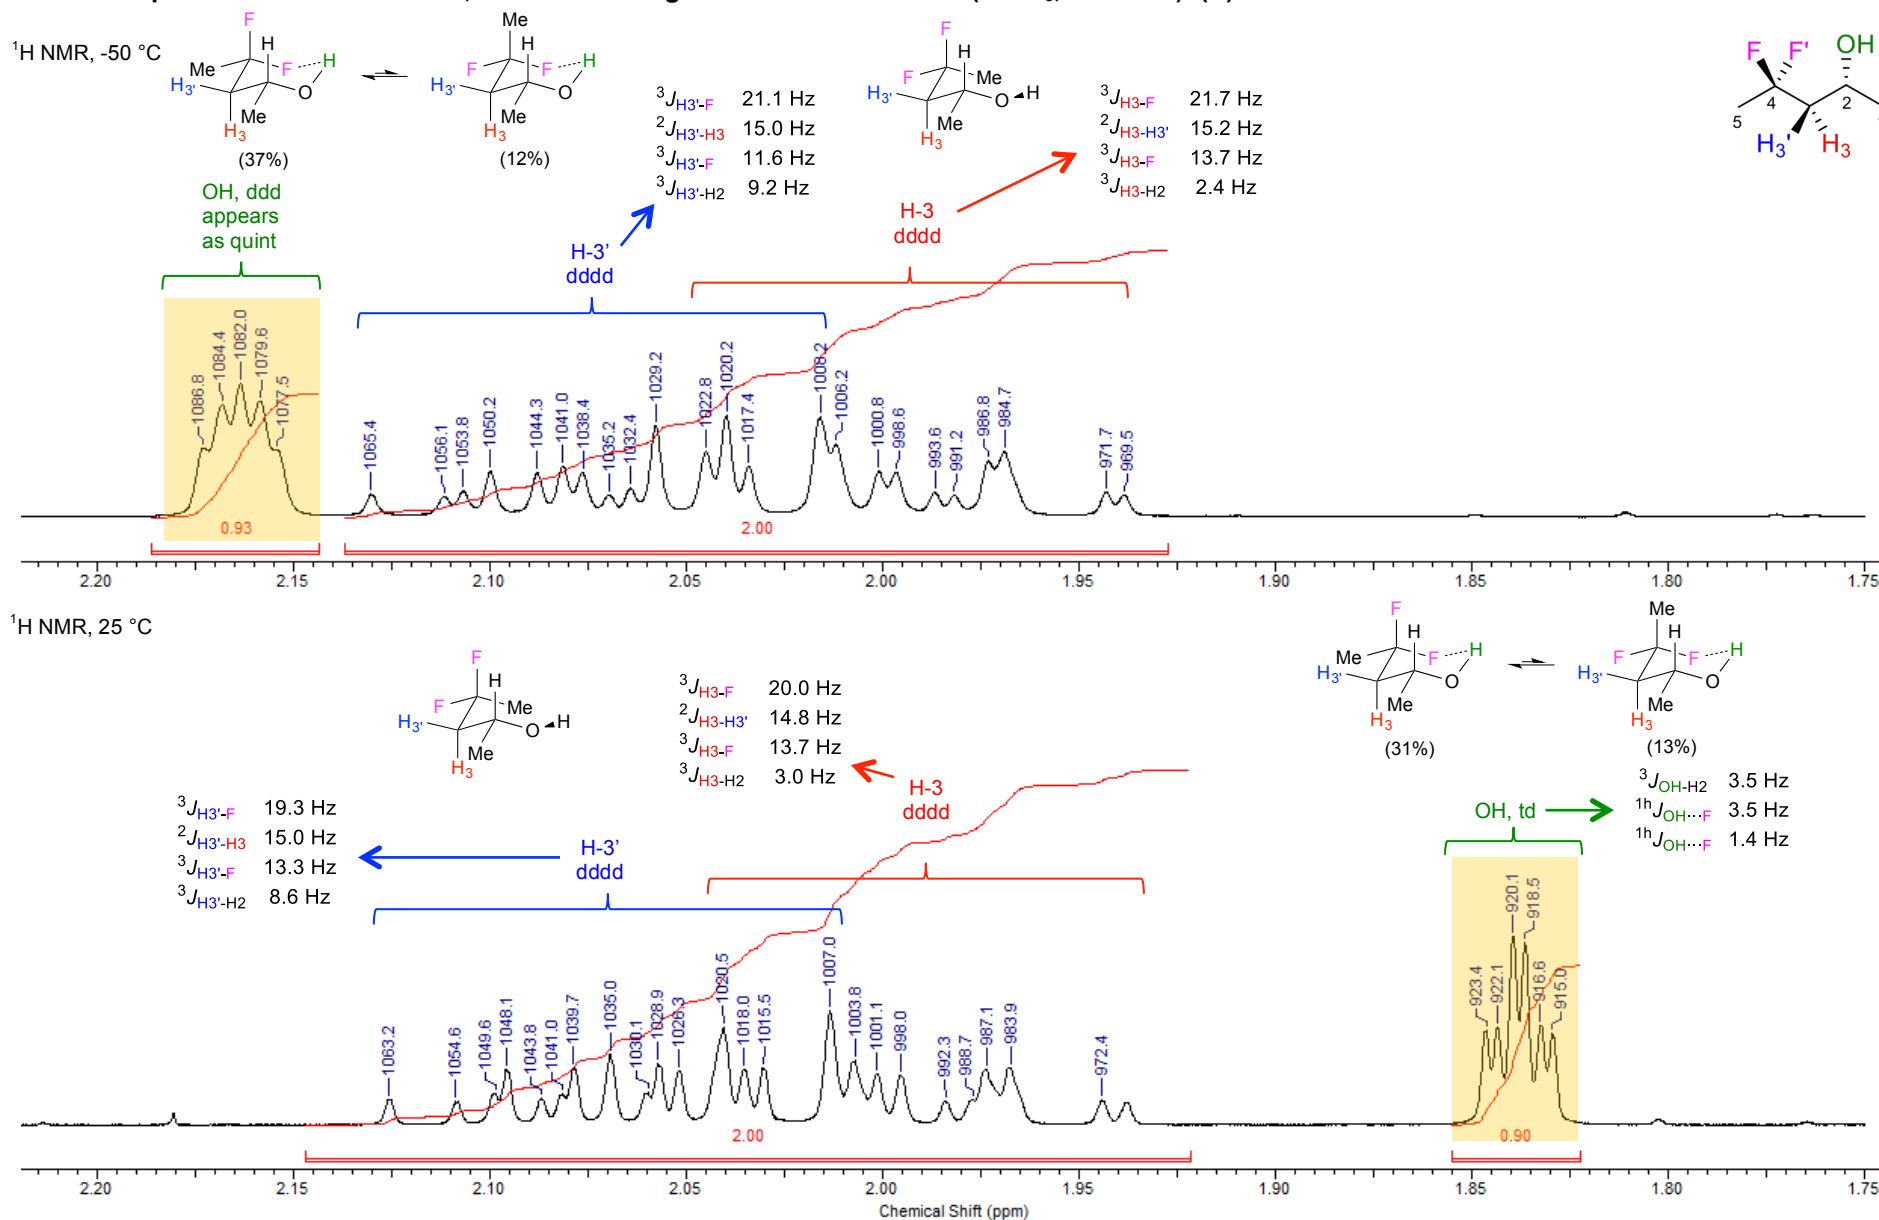 ¹H NMR, -50 °C
F
H
Me
F
H
H3'
O
Me
H3
(37%)
Me
H
F
F
H
H3'
O
Me
H3
(12%)
³JH3'-F 21.1 Hz
²JH3'-H3 15.0 Hz
³JH3'-F 11.6 Hz
³JH3'-H2 9.2 Hz
F
H
F
Me
H3'
O
H
Me
H3
³JH3-F 21.7 Hz
²JH3-H3' 15.2 Hz
³JH3-F 13.7 Hz
³JH3-H2 2.4 Hz
F F' OH
5 4 2
H3' H3
OH, ddd
appears
as quint
H-3'
dddd
H-3
dddd
1086.8 1084.4 1082.0 1079.6 1077.5 1065.4 1056.1 1053.8 1050.2 1044.3 1041.0 1038.4 1035.2 1032.4 1029.2 1022.8 1020.2 1017.4 1008.2 1006.2 1000.8 998.6 993.6 991.2 986.8 984.7 971.7 969.5
0.93 2.00
2.20 2.15 2.10 2.05 2.00 1.95 1.90 1.85 1.80 1.75
¹H NMR, 25 °C
F
H
F
Me
H3'
O
H
Me
H3
³JH3-F 20.0 Hz
²JH3-H3' 14.8 Hz
³JH3-F 13.7 Hz
³JH3-H2 3.0 Hz
F
H
Me
F
H
H3'
O
Me
H3
(31%)
Me
H
F
F
H
H3'
O
Me
H3
(13%)
³JOH-H2 3.5 Hz
¹ʰJOH···F 3.5 Hz
¹ʰJOH···F 1.4 Hz
³JH3'-F 19.3 Hz
²JH3'-H3 15.0 Hz
³JH3'-F 13.3 Hz
³JH3'-H2 8.6 Hz
H-3'
dddd
H-3
dddd
OH, td
1063.2 1054.6 1049.6 1048.1 1043.8 1041.0 1039.7 1035.0 1030.1 1028.9 1026.3 1020.5 1018.0 1015.5 1007.0 1003.8 1001.1 998.0 992.3 988.7 987.1 983.9 972.4 923.4 922.1 920.1 918.5 916.6 915.0
2.00 0.90
2.20 2.15 2.10 2.05 2.00 1.95 1.90 1.85 1.80 1.75
Chemical Shift (ppm)